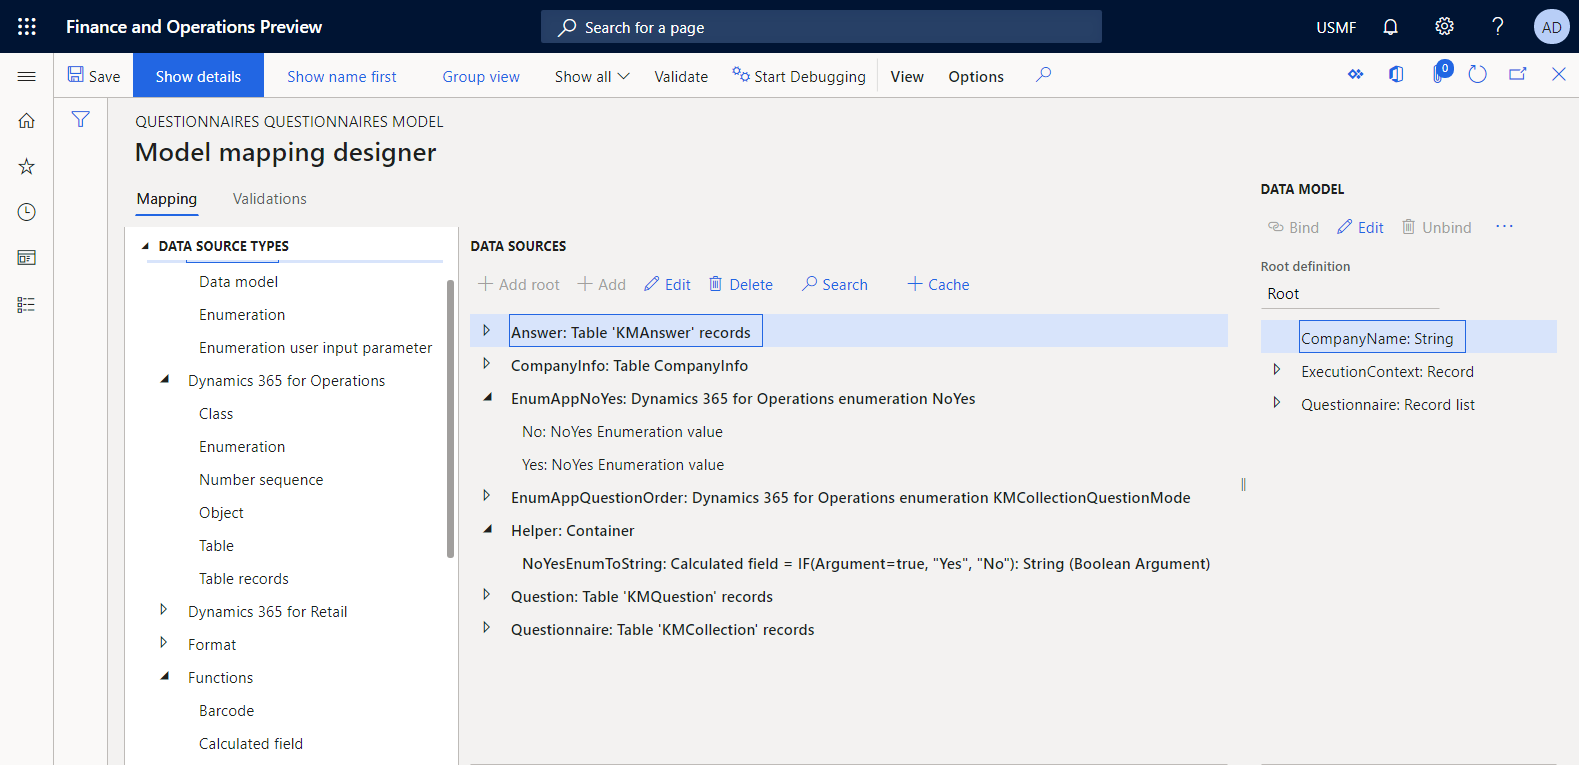 Finance and Operations Preview
Search for a page
USMF
AD
Save
Show details
Show name first
Group view
Show all
Validate
Start Debugging
View
Options
0
QUESTIONNAIRES QUESTIONNAIRES MODEL
Model mapping designer
Mapping
Validations
DATA SOURCE TYPES
Data model
Enumeration
Enumeration user input parameter
Dynamics 365 for Operations
Class
Enumeration
Number sequence
Object
Table
Table records
Dynamics 365 for Retail
Format
Functions
Barcode
Calculated field
DATA SOURCES
Add root
Add
Edit
Delete
Search
Cache
Answer: Table 'KMAnswer' records
CompanyInfo: Table CompanyInfo
EnumAppNoYes: Dynamics 365 for Operations enumeration NoYes
No: NoYes Enumeration value
Yes: NoYes Enumeration value
EnumAppQuestionOrder: Dynamics 365 for Operations enumeration KMCollectionQuestionMode
Helper: Container
NoYesEnumToString: Calculated field = IF(Argument=true, "Yes", "No"): String (Boolean Argument)
Question: Table 'KMQuestion' records
Questionnaire: Table 'KMCollection' records
DATA MODEL
Bind
Edit
Unbind
Root definition
Root
CompanyName: String
ExecutionContext: Record
Questionnaire: Record list